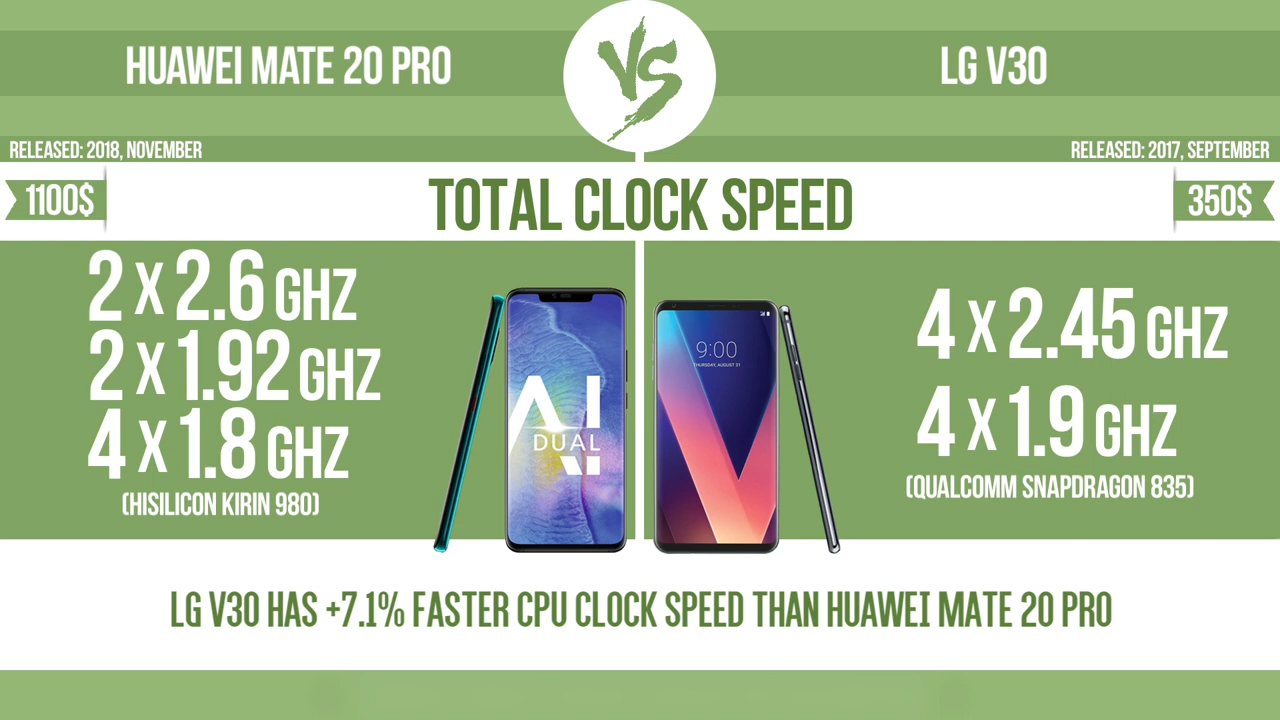 HUAWEI MATE 20 PRO
VS
LG V30
RELEASED: 2018, NOVEMBER
RELEASED: 2017, SEPTEMBER
1100$
TOTAL CLOCK SPEED
350$
2 X 2.6 GHZ
2 X 1.92 GHZ
4 X 1.8 GHZ
(HISILICON KIRIN 980)
AI
DUAL
9:00
THURSDAY, AUGUST 31
4 X 2.45 GHZ
4 X 1.9 GHZ
(QUALCOMM SNAPDRAGON 835)
LG V30 HAS +7.1% FASTER CPU CLOCK SPEED THAN HUAWEI MATE 20 PRO